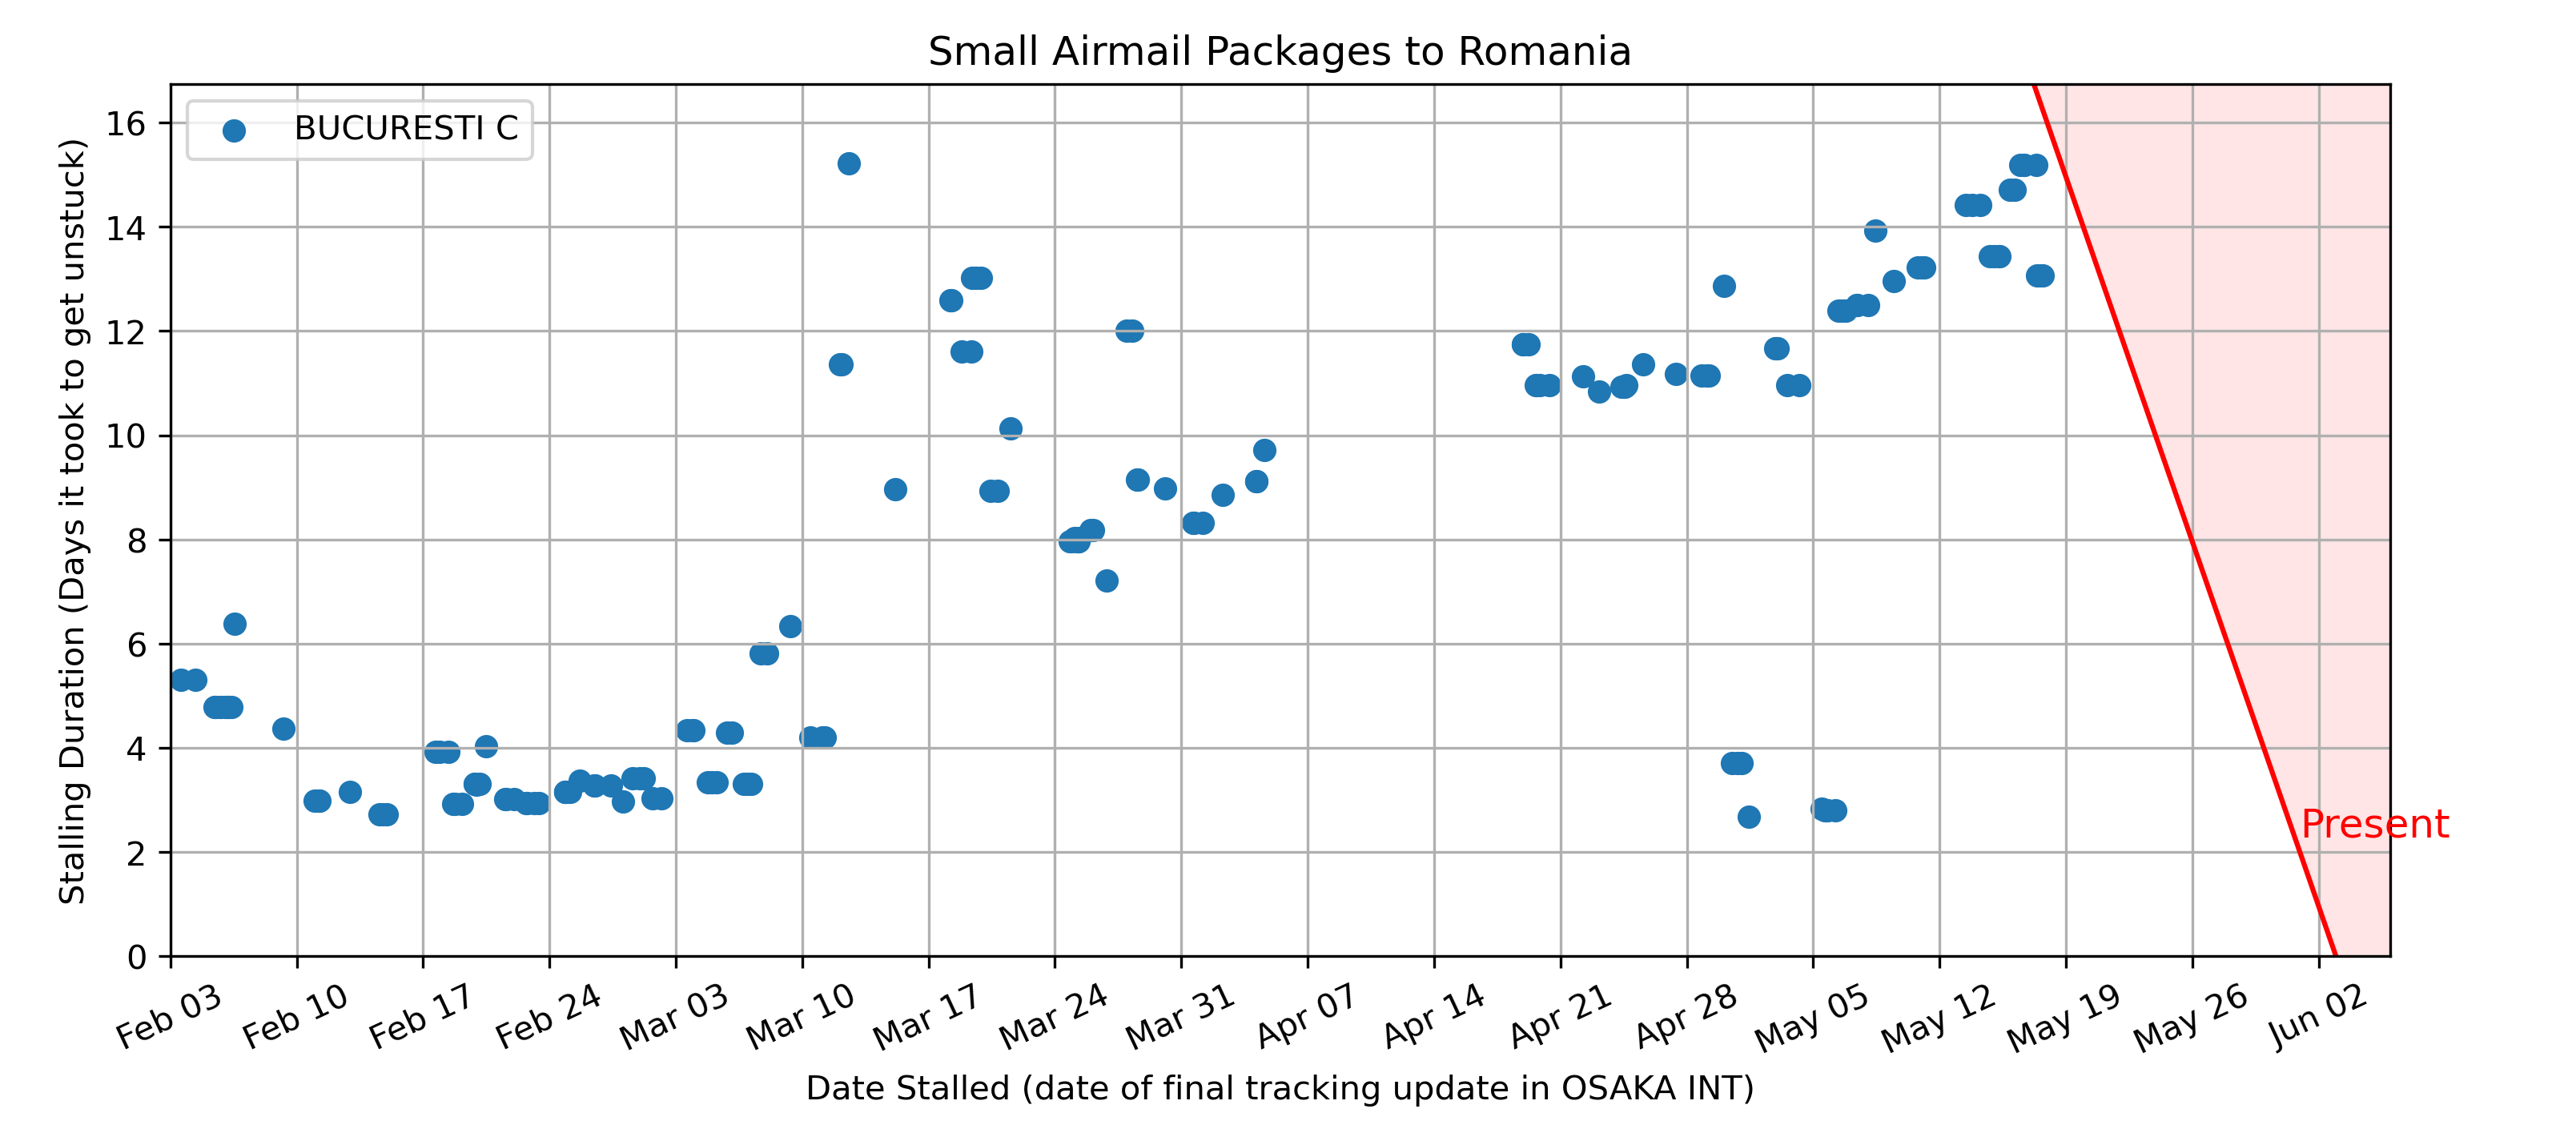 Small Airmail Packages to Romania
BUCURESTI C
Stalling Duration (Days it took to get unstuck)
16
14
12
10
8
6
4
2
0
Present
Feb 03
Feb 10
Feb 17
Feb 24
Mar 03
Mar 10
Mar 17
Mar 24
Mar 31
Apr 07
Apr 14
Apr 21
Apr 28
May 05
May 12
May 19
May 26
Jun 02
Date Stalled (date of final tracking update in OSAKA INT)